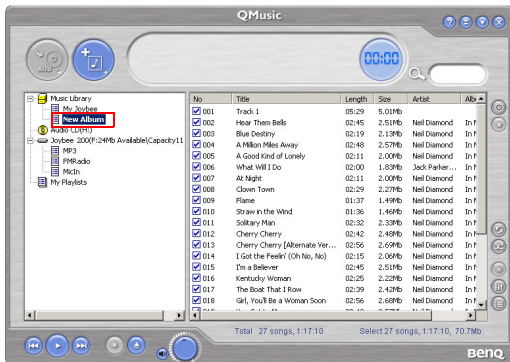 QMusic
00:00
Music Library
My Joybee
New Album
Audio CD(H:)
Joybee 200(F:24Mb Available\Capacity11
MP3
FMRadio
MicIn
My Playlists
No Title Length Size Artist
001 Track 1 05:29 5.01Mb
002 Hear Them Bells 02:45 2.51Mb Neil Diamond
003 Blue Destiny 02:19 2.13Mb Neil Diamond
004 A Million Miles Away 02:48 2.57Mb Neil Diamond
005 A Good Kind of Lonely 02:11 2.00Mb Neil Diamond
006 What Will I Do 02:00 1.83Mb Jack Parker...
007 At Night 02:11 2.00Mb Neil Diamond
008 Clown Town 02:29 2.27Mb Neil Diamond
009 Flame 01:37 1.49Mb Neil Diamond
010 Straw in the Wind 01:36 1.46Mb Neil Diamond
011 Solitary Man 02:32 2.33Mb Neil Diamond
012 Cherry Cherry 02:42 2.48Mb Neil Diamond
013 Cherry Cherry [Alternate Ver... 02:56 2.69Mb Neil Diamond
014 I Got the Feelin' (Oh No, No) 02:15 2.06Mb Neil Diamond
015 I'm a Believer 02:45 2.51Mb Neil Diamond
016 Kentucky Woman 02:25 2.22Mb Neil Diamond
017 The Boat That I Row 02:39 2.42Mb Neil Diamond
018 Girl, You'll Be a Woman Soon 02:56 2.68Mb Neil Diamond
Total 27 songs, 1:17:10 Select 27 songs, 1:17:10, 70.7Mb
BenQ